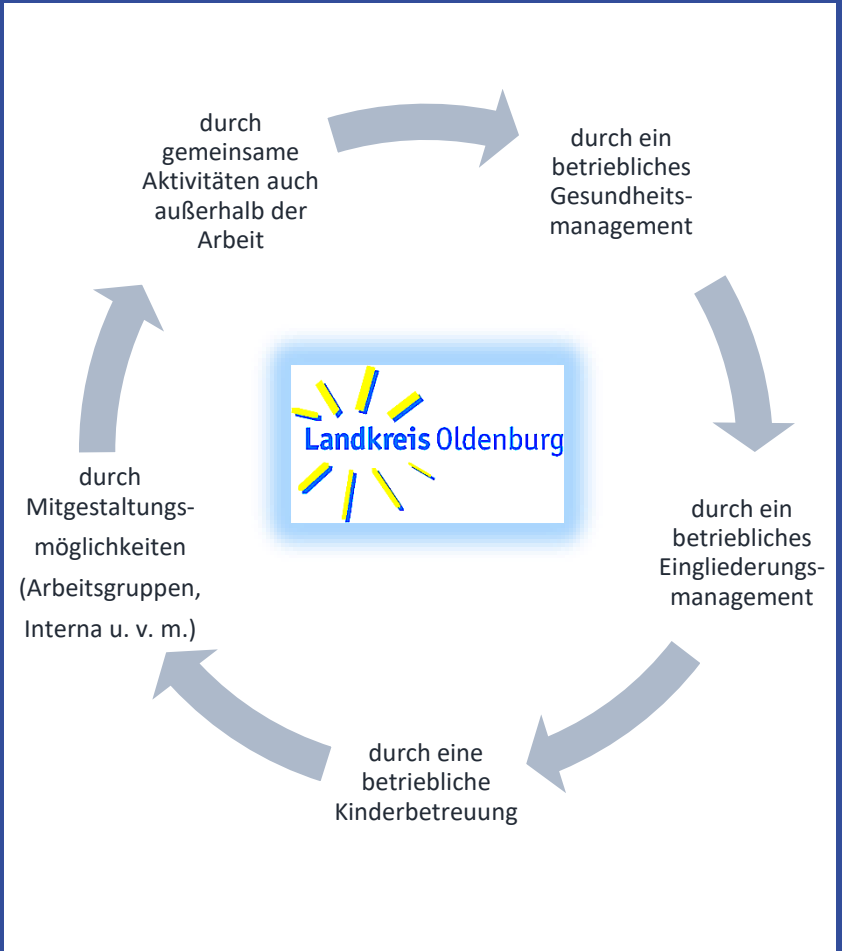 durch
gemeinsame
Aktivitäten auch
außerhalb der
Arbeit
durch ein
betriebliches
Gesundheits-
management
durch ein
betriebliches
Eingliederungs-
management
durch eine
betriebliche
Kinderbetreuung
durch
Mitgestaltungs-
möglichkeiten
(Arbeitsgruppen,
Interna u. v. m.)
Landkreis Oldenburg